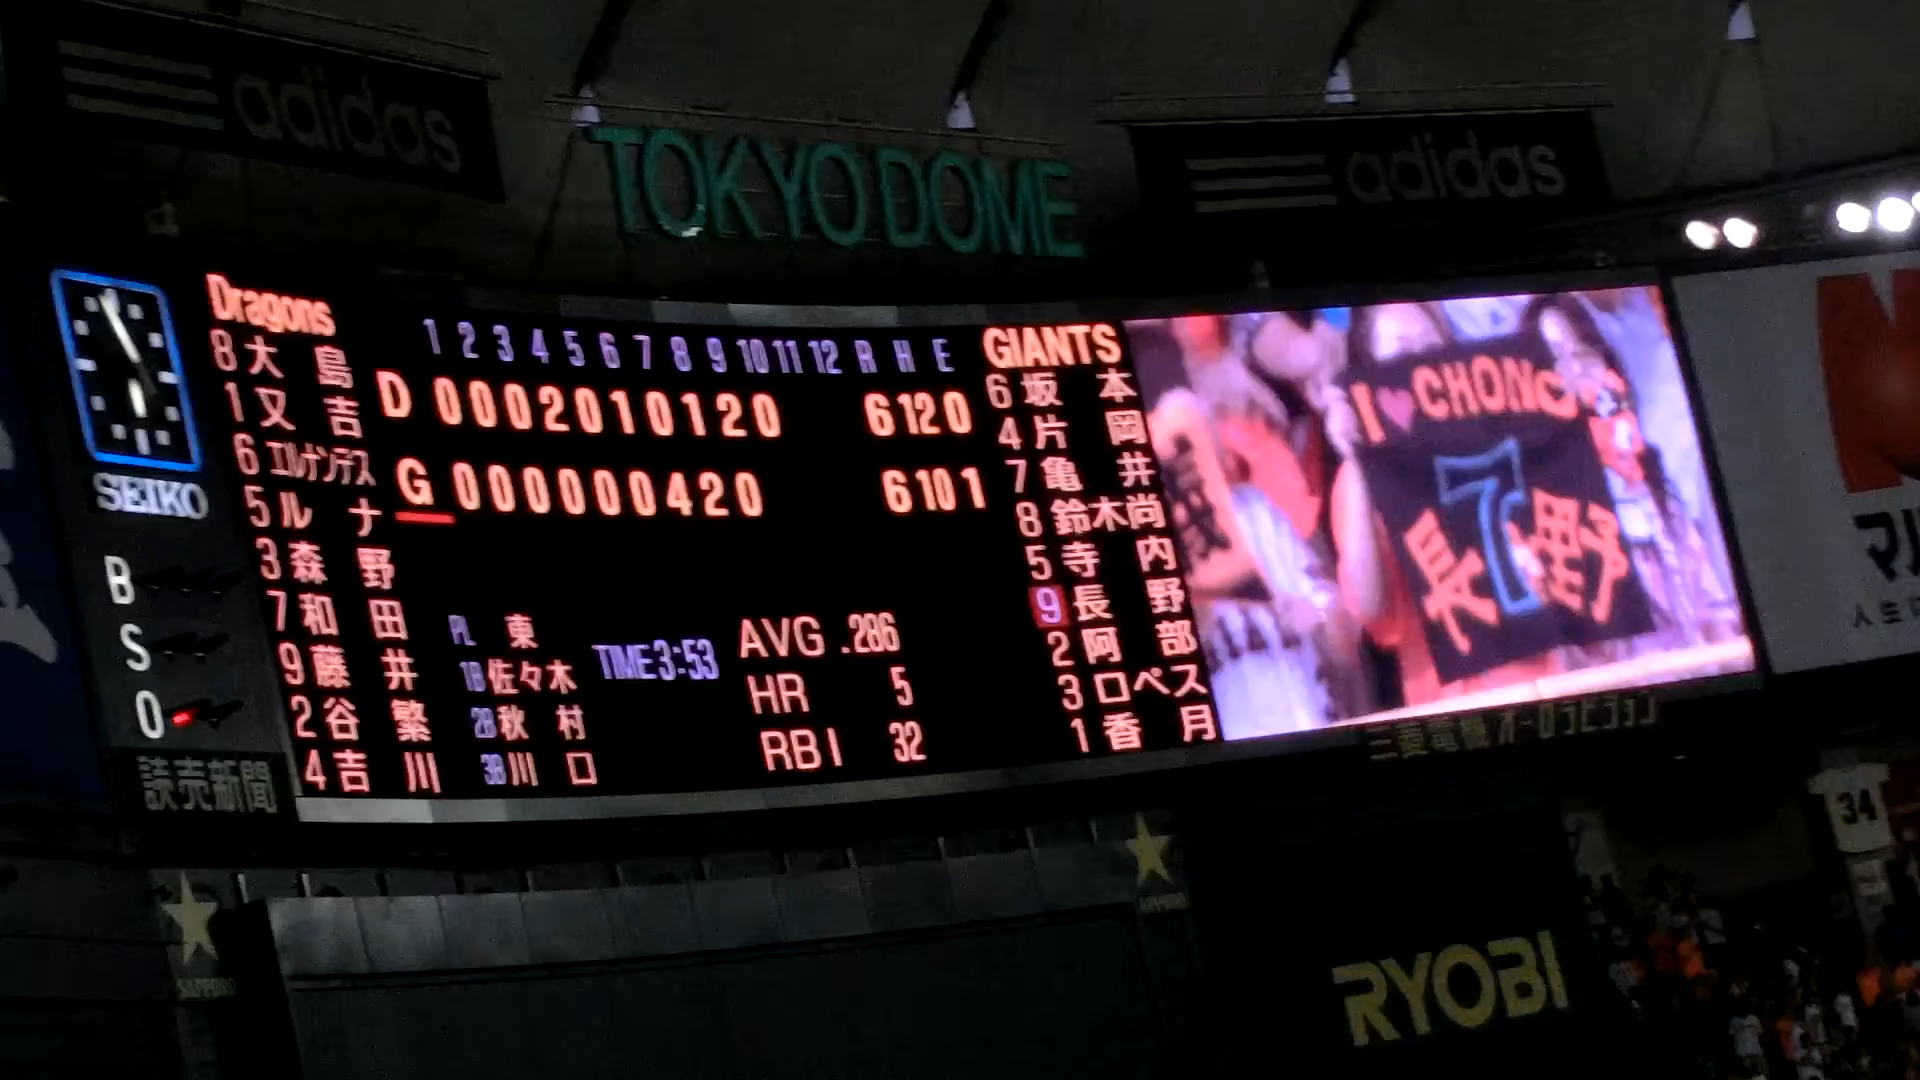 adidas
TOKYO DOME
adidas
Dragons
8 大島
1 又吉
6 エルナンデス
5 ルナ
3 森野
7 和田
9 藤井
2 谷繁
4 吉川
1 2 3 4 5 6 7 8 9 10 11 12 R H E
D 0 0 0 2 0 1 0 1 2 0 6 12 0
G 0 0 0 0 0 0 4 2 0 6 10 1
PL 東
1B 佐々木
2B 秋村
3B 川口
TIME 3:53
AVG .286
HR 5
RBI 32
GIANTS
6 坂本
4 片岡
7 亀井
8 鈴木尚
5 寺内
9 長野
2 阿部
3 ロペス
1 香月
I♥CHONO
7
長野
SEIKO
B
S
O
読売新聞
三菱電機オーロラビジョン
マル
人生に
34
SAPPORO
SAPPORO
RYOBI